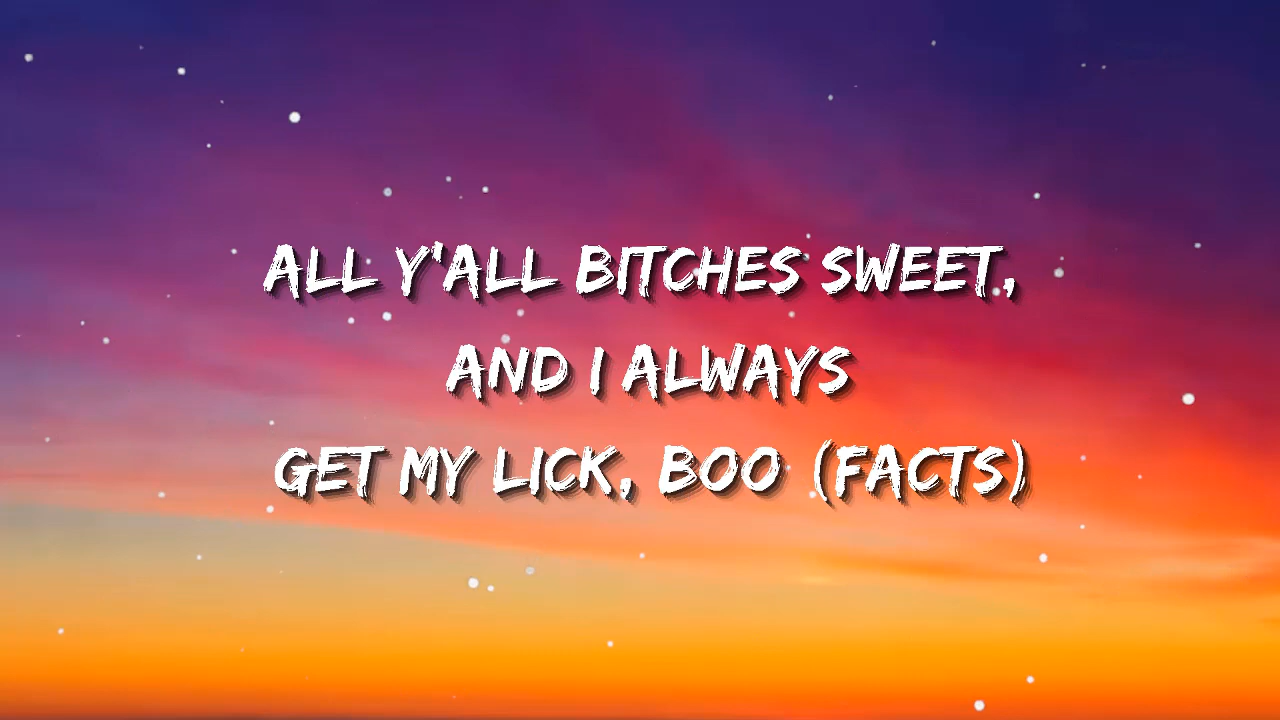 ALL Y'ALL BITCHES SWEET,
AND I ALWAYS
GET MY LICK, BOO (FACTS)